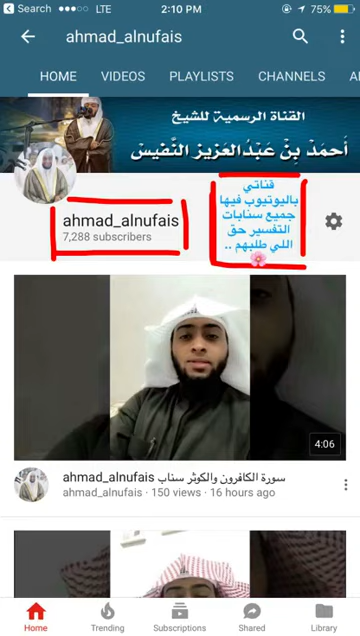 Search LTE 2:10 PM 75%
ahmad_alnufais
HOME VIDEOS PLAYLISTS CHANNELS A
القناة الرسمية للشيخ
أحمد بن عبدالعزيز النفيس
قناتي
باليوتيوب فيها
جميع سنابات
التفسير حق
اللي طلبهم ..
ahmad_alnufais
7,288 subscribers
4:06
سورة الكافرون والكوثر سناب ahmad_alnufais
ahmad_alnufais · 150 views · 16 hours ago
Home Trending Subscriptions Shared Library